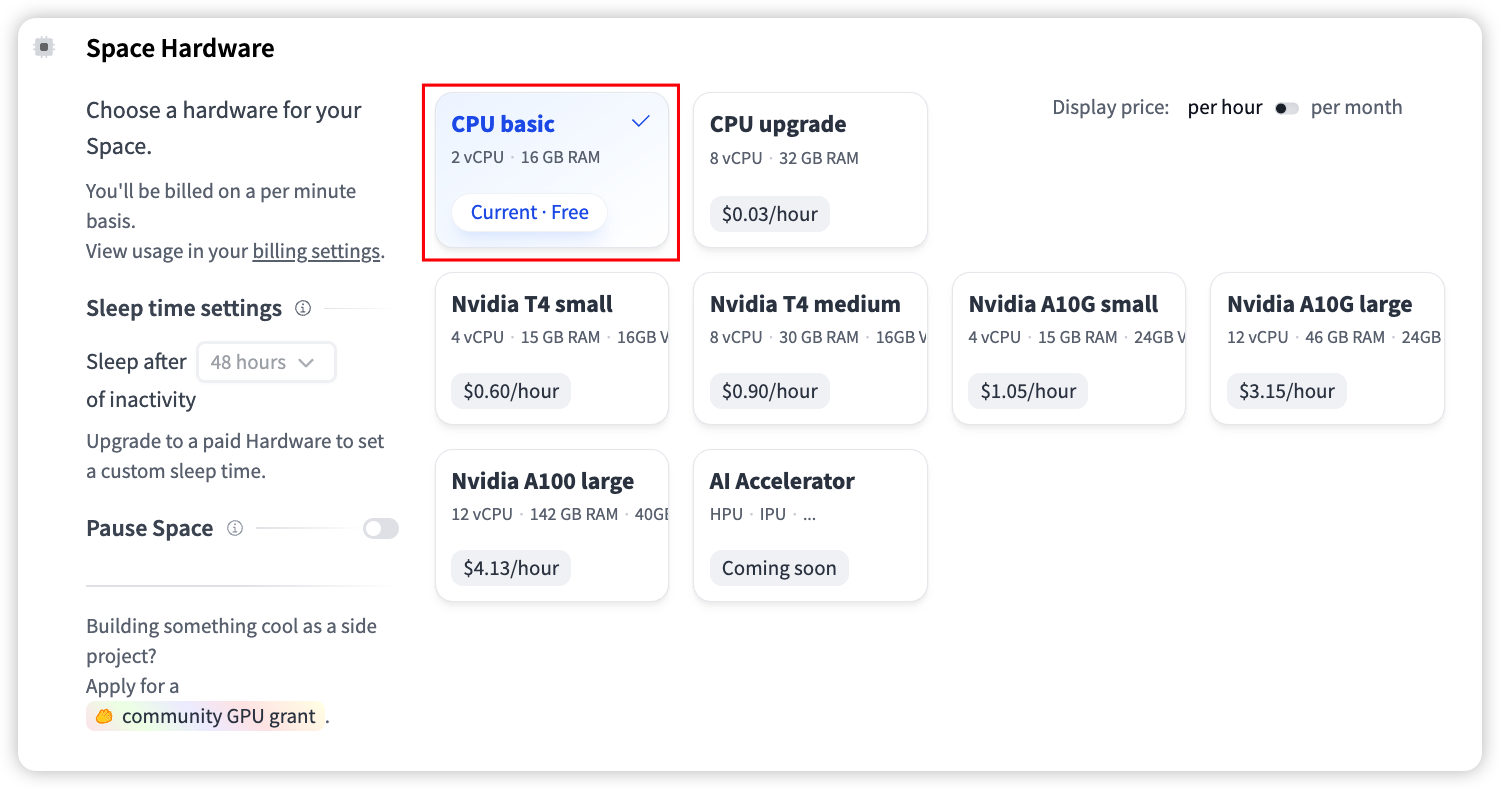 Space Hardware
Choose a hardware for your
Space.
You'll be billed on a per minute
basis.
View usage in your billing settings.
Sleep time settings
Sleep after 48 hours
of inactivity
Upgrade to a paid Hardware to set
a custom sleep time.
Pause Space
Building something cool as a side
project?
Apply for a
community GPU grant .
Display price: per hour per month
CPU basic
2 vCPU · 16 GB RAM
Current · Free
CPU upgrade
8 vCPU · 32 GB RAM
$0.03/hour
Nvidia T4 small
4 vCPU · 15 GB RAM · 16GB V
$0.60/hour
Nvidia T4 medium
8 vCPU · 30 GB RAM · 16GB V
$0.90/hour
Nvidia A10G small
4 vCPU · 15 GB RAM · 24GB V
$1.05/hour
Nvidia A10G large
12 vCPU · 46 GB RAM · 24GB
$3.15/hour
Nvidia A100 large
12 vCPU · 142 GB RAM · 40GB
$4.13/hour
AI Accelerator
HPU · IPU · ...
Coming soon